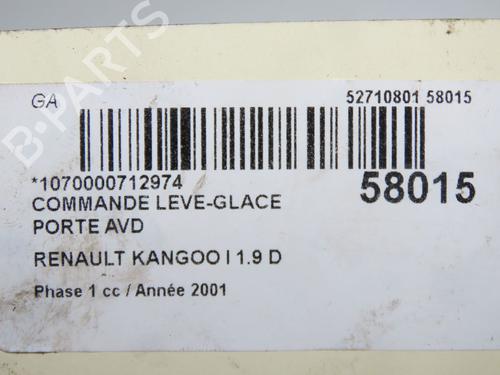 B-PARTS
GA
52710801 58015
*1070000712974
58015
COMMANDE LEVE-GLACE
PORTE AVD
RENAULT KANGOO I 1.9 D
Phase 1 cc / Année 2001